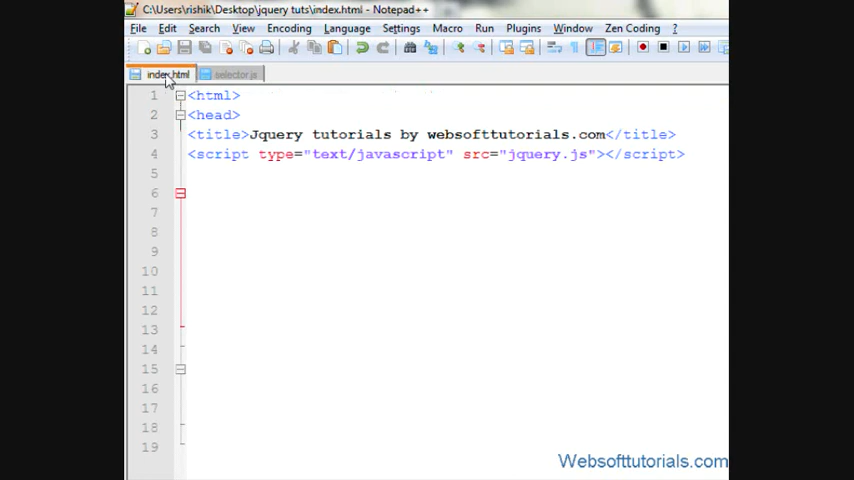 C:\Users\rishik\Desktop\jquery tuts\index.html - Notepad++
File Edit Search View Encoding Language Settings Macro Run Plugins Window Zen Coding ?
index.html selector.js
1 <html>
2 <head>
3 <title>Jquery tutorials by websofttutorials.com</title>
4 <script type="text/javascript" src="jquery.js"></script>
5
6
7
8
9
10
11
12
13
14
15
16
17
18
19
Websofttutorials.com